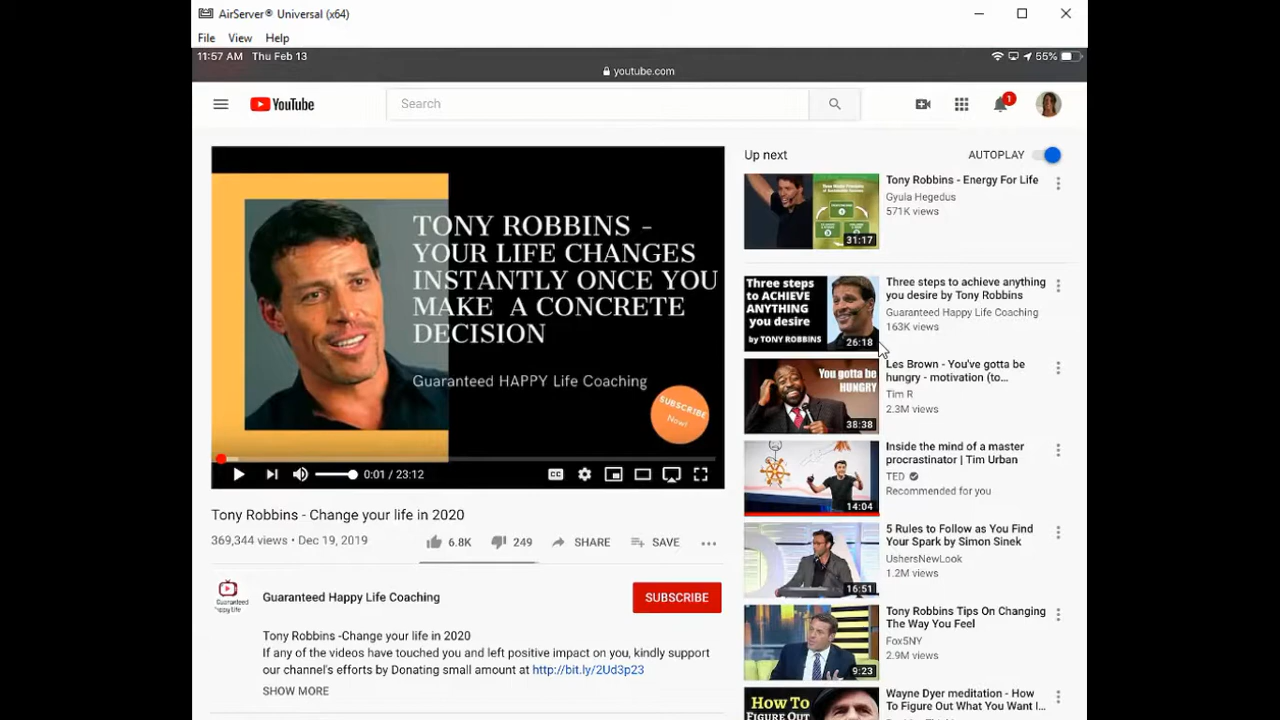 AirServer® Universal (x64)
File View Help
11:57 AM Thu Feb 13
55%
youtube.com
YouTube
Search
1
TONY ROBBINS -
YOUR LIFE CHANGES
INSTANTLY ONCE YOU
MAKE A CONCRETE
DECISION
Guaranteed HAPPY Life Coaching
SUBSCRIBE
Now!
0:01 / 23:12
CC
Tony Robbins - Change your life in 2020
369,344 views • Dec 19, 2019
6.8K 249 SHARE SAVE
Guaranteed
Guaranteed Happy Life Coaching
SUBSCRIBE
Tony Robbins -Change your life in 2020
If any of the videos have touched you and left positive impact on you, kindly support
our channel's efforts by Donating small amount at http://bit.ly/2Ud3p23
SHOW MORE
Up next
AUTOPLAY
31:17
Tony Robbins - Energy For Life
Gyula Hegedus
571K views
Three steps
to ACHIEVE
ANYTHING
you desire
by TONY ROBBINS
26:18
Three steps to achieve anything
you desire by Tony Robbins
Guaranteed Happy Life Coaching
163K views
You gotta be
HUNGRY
38:38
Les Brown - You've gotta be
hungry - motivation (to...
Tim R
2.3M views
14:04
Inside the mind of a master
procrastinator | Tim Urban
TED
Recommended for you
16:51
5 Rules to Follow as You Find
Your Spark by Simon Sinek
UshersNewLook
1.2M views
9:23
Tony Robbins Tips On Changing
The Way You Feel
Fox5NY
2.9M views
How To
FIGURE OUT
Wayne Dyer meditation - How
To Figure Out What You Want I...